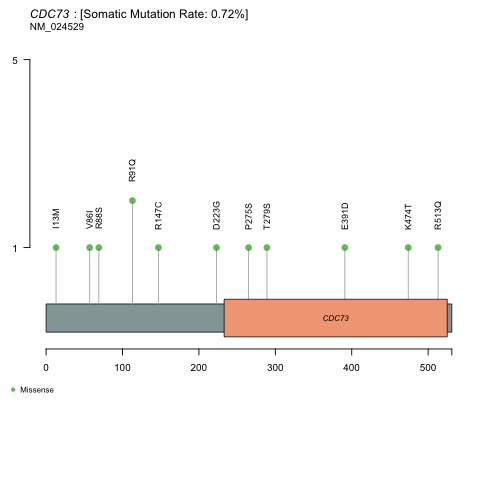 CDC73 : [Somatic Mutation Rate: 0.72%]
NM_024529
5
1
I13M
V86I
R88S
R91Q
R147C
D223G
P275S
T279S
E391D
K474T
R513Q
CDC73
0 100 200 300 400 500
Missense